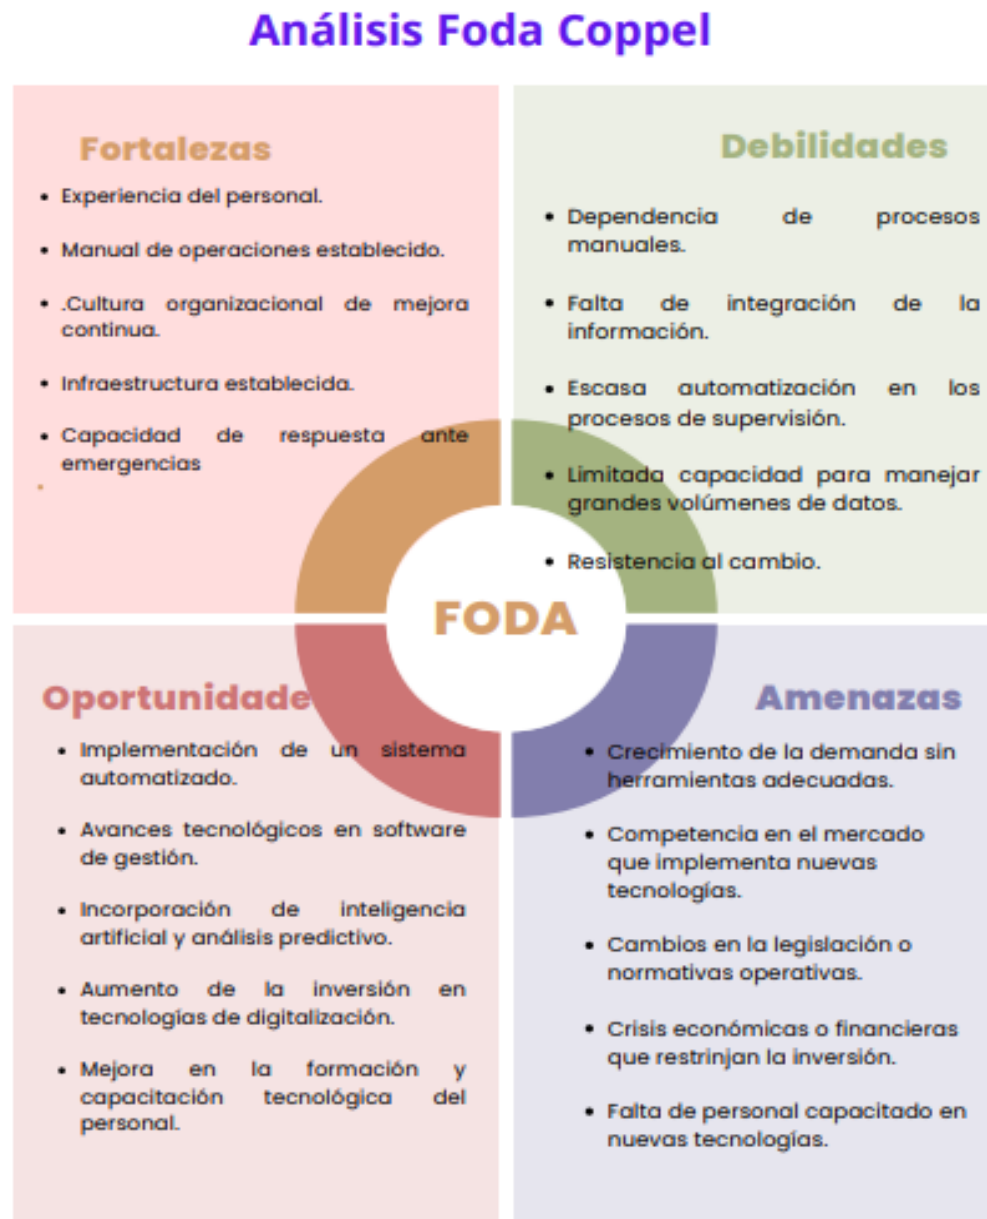 Análisis Foda Coppel
Fortalezas
• Experiencia del personal.
• Manual de operaciones establecido.
• .Cultura organizacional de mejora
continua.
• Infraestructura establecida.
• Capacidad de respuesta ante
emergencias
•
Debilidades
• Dependencia de procesos
manuales.
• Falta de integración de la
información.
• Escasa automatización en los
procesos de supervisión.
• Limitada capacidad para manejar
grandes volúmenes de datos.
• Resistencia al cambio.
FODA
Oportunidade
• Implementación de un sistema
automatizado.
• Avances tecnológicos en software
de gestión.
• Incorporación de inteligencia
artificial y análisis predictivo.
• Aumento de la inversión en
tecnologías de digitalización.
• Mejora en la formación y
capacitación tecnológica del
personal.
Amenazas
• Crecimiento de la demanda sin
herramientas adecuadas.
• Competencia en el mercado
que implementa nuevas
tecnologías.
• Cambios en la legislación o
normativas operativas.
• Crisis económicas o financieras
que restrinjan la inversión.
• Falta de personal capacitado en
nuevas tecnologías.